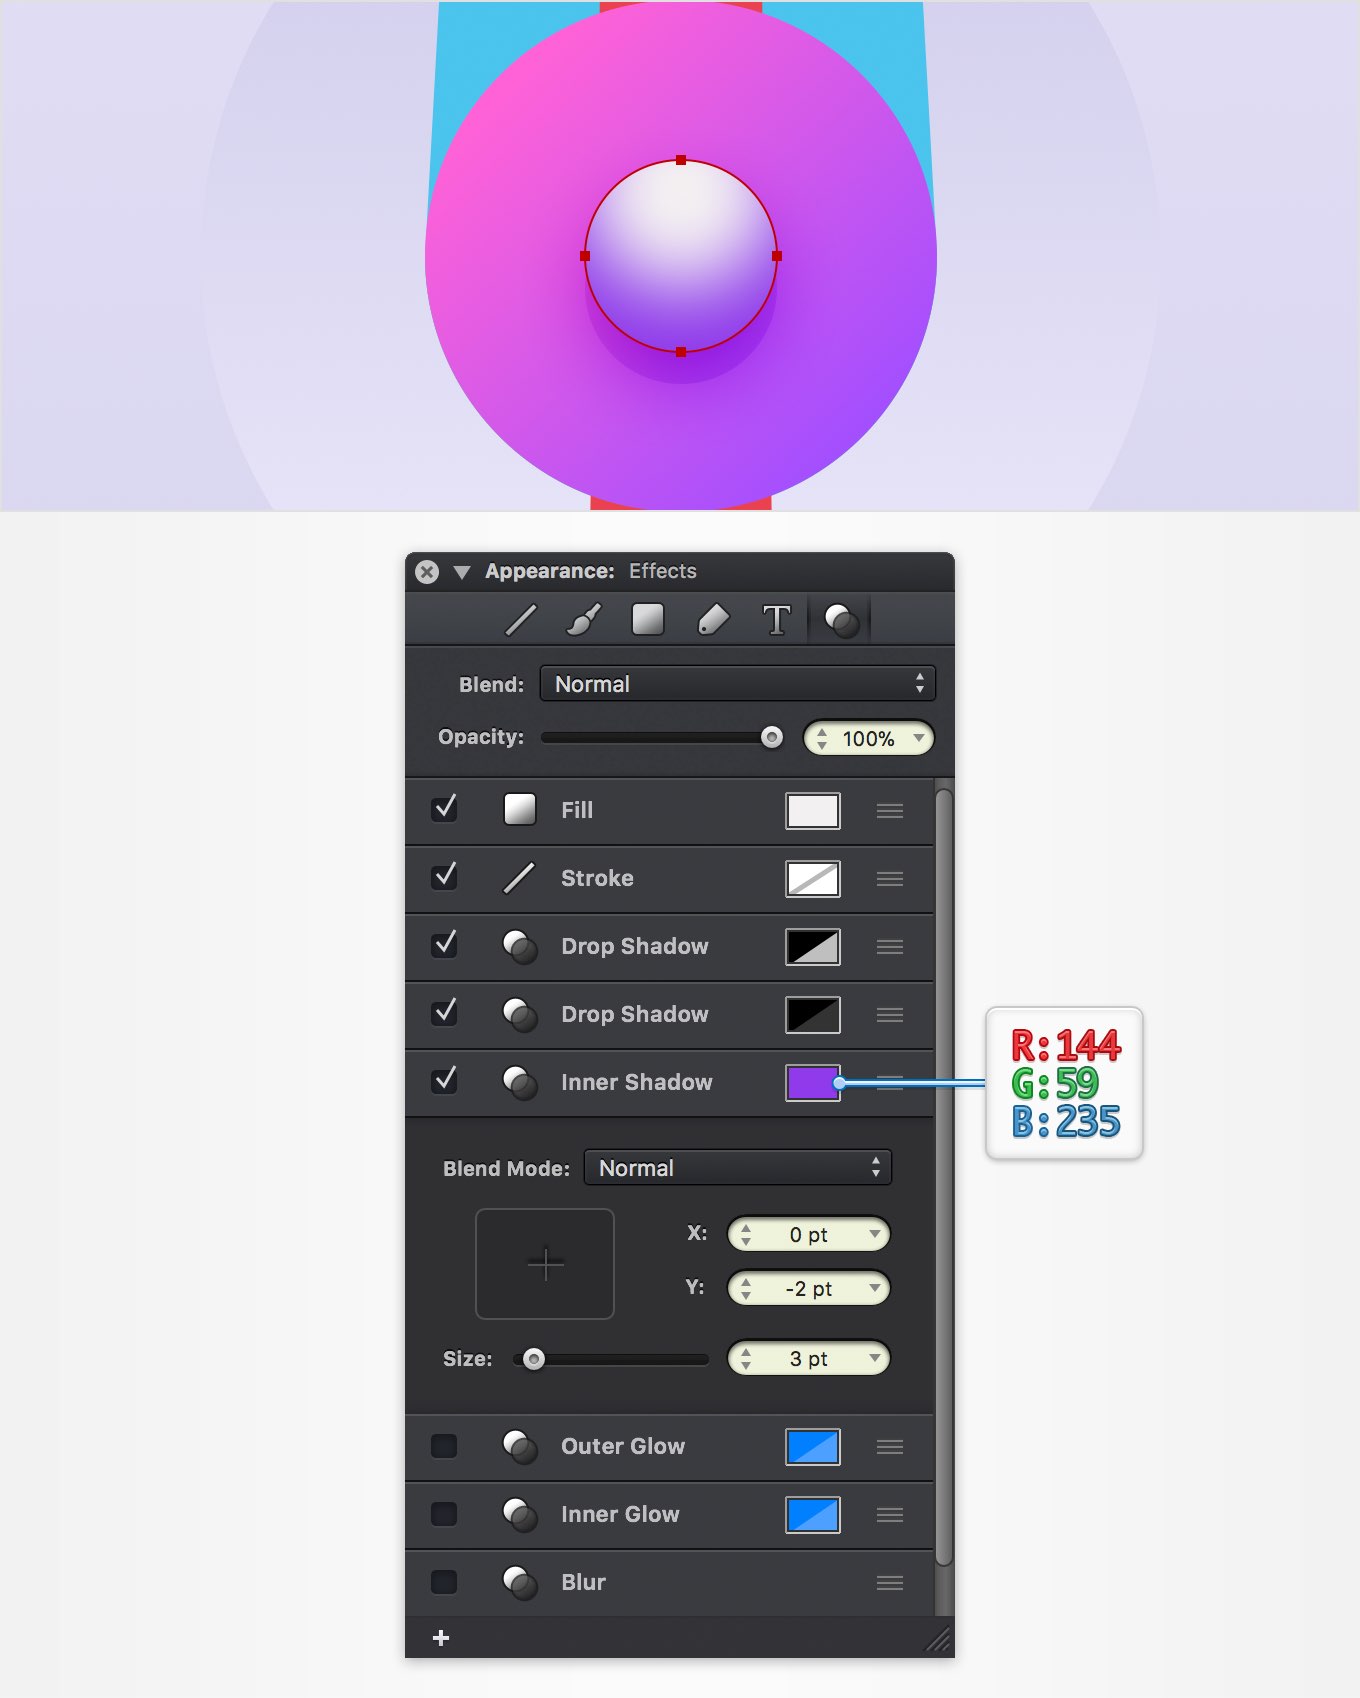 Appearance: Effects
T
Blend: Normal
Opacity: 100%
Fill
Stroke
Drop Shadow
Drop Shadow
Inner Shadow
R:144
G:59
B:235
Blend Mode: Normal
X: 0 pt
Y: -2 pt
Size: 3 pt
Outer Glow
Inner Glow
Blur
+